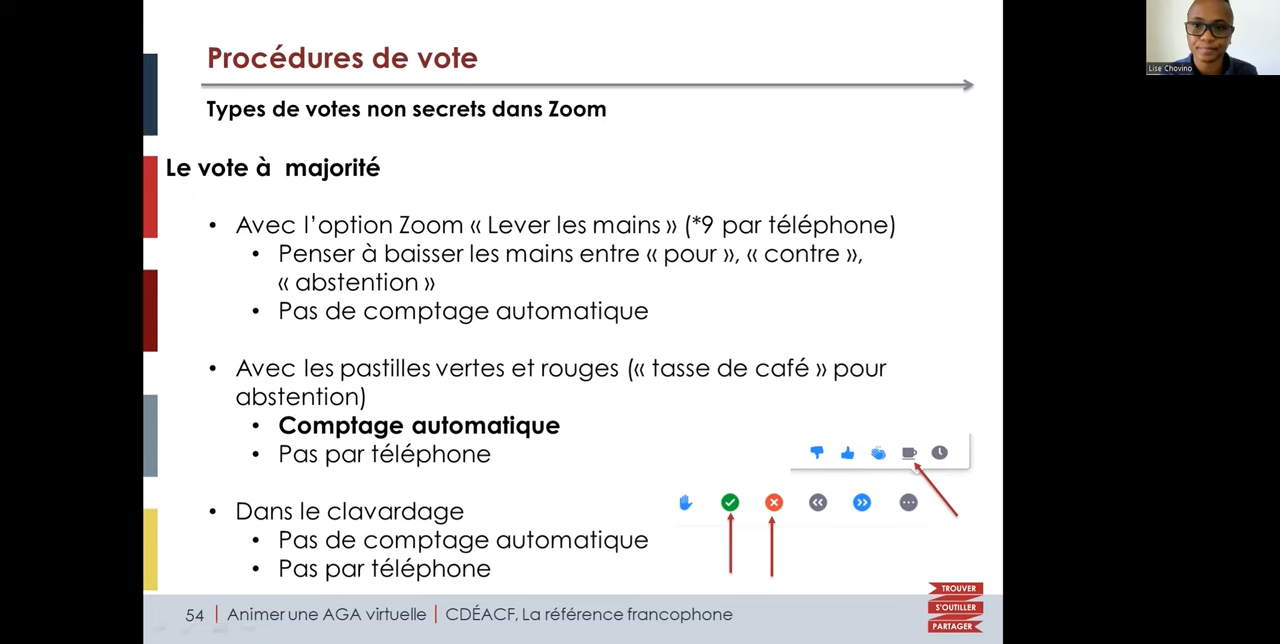 Procédures de vote
Types de votes non secrets dans Zoom
Le vote à  majorité
• Avec l’option Zoom « Lever les mains » (*9 par téléphone)
• Penser à baisser les mains entre « pour », « contre »,
« abstention »
• Pas de comptage automatique
• Avec les pastilles vertes et rouges (« tasse de café » pour
abstention)
• Comptage automatique
• Pas par téléphone
• Dans le clavardage
• Pas de comptage automatique
• Pas par téléphone
54 | Animer une AGA virtuelle | CDÉACF, La référence francophone
TROUVER
S'OUTILLER
PARTAGER
Lise Chovino